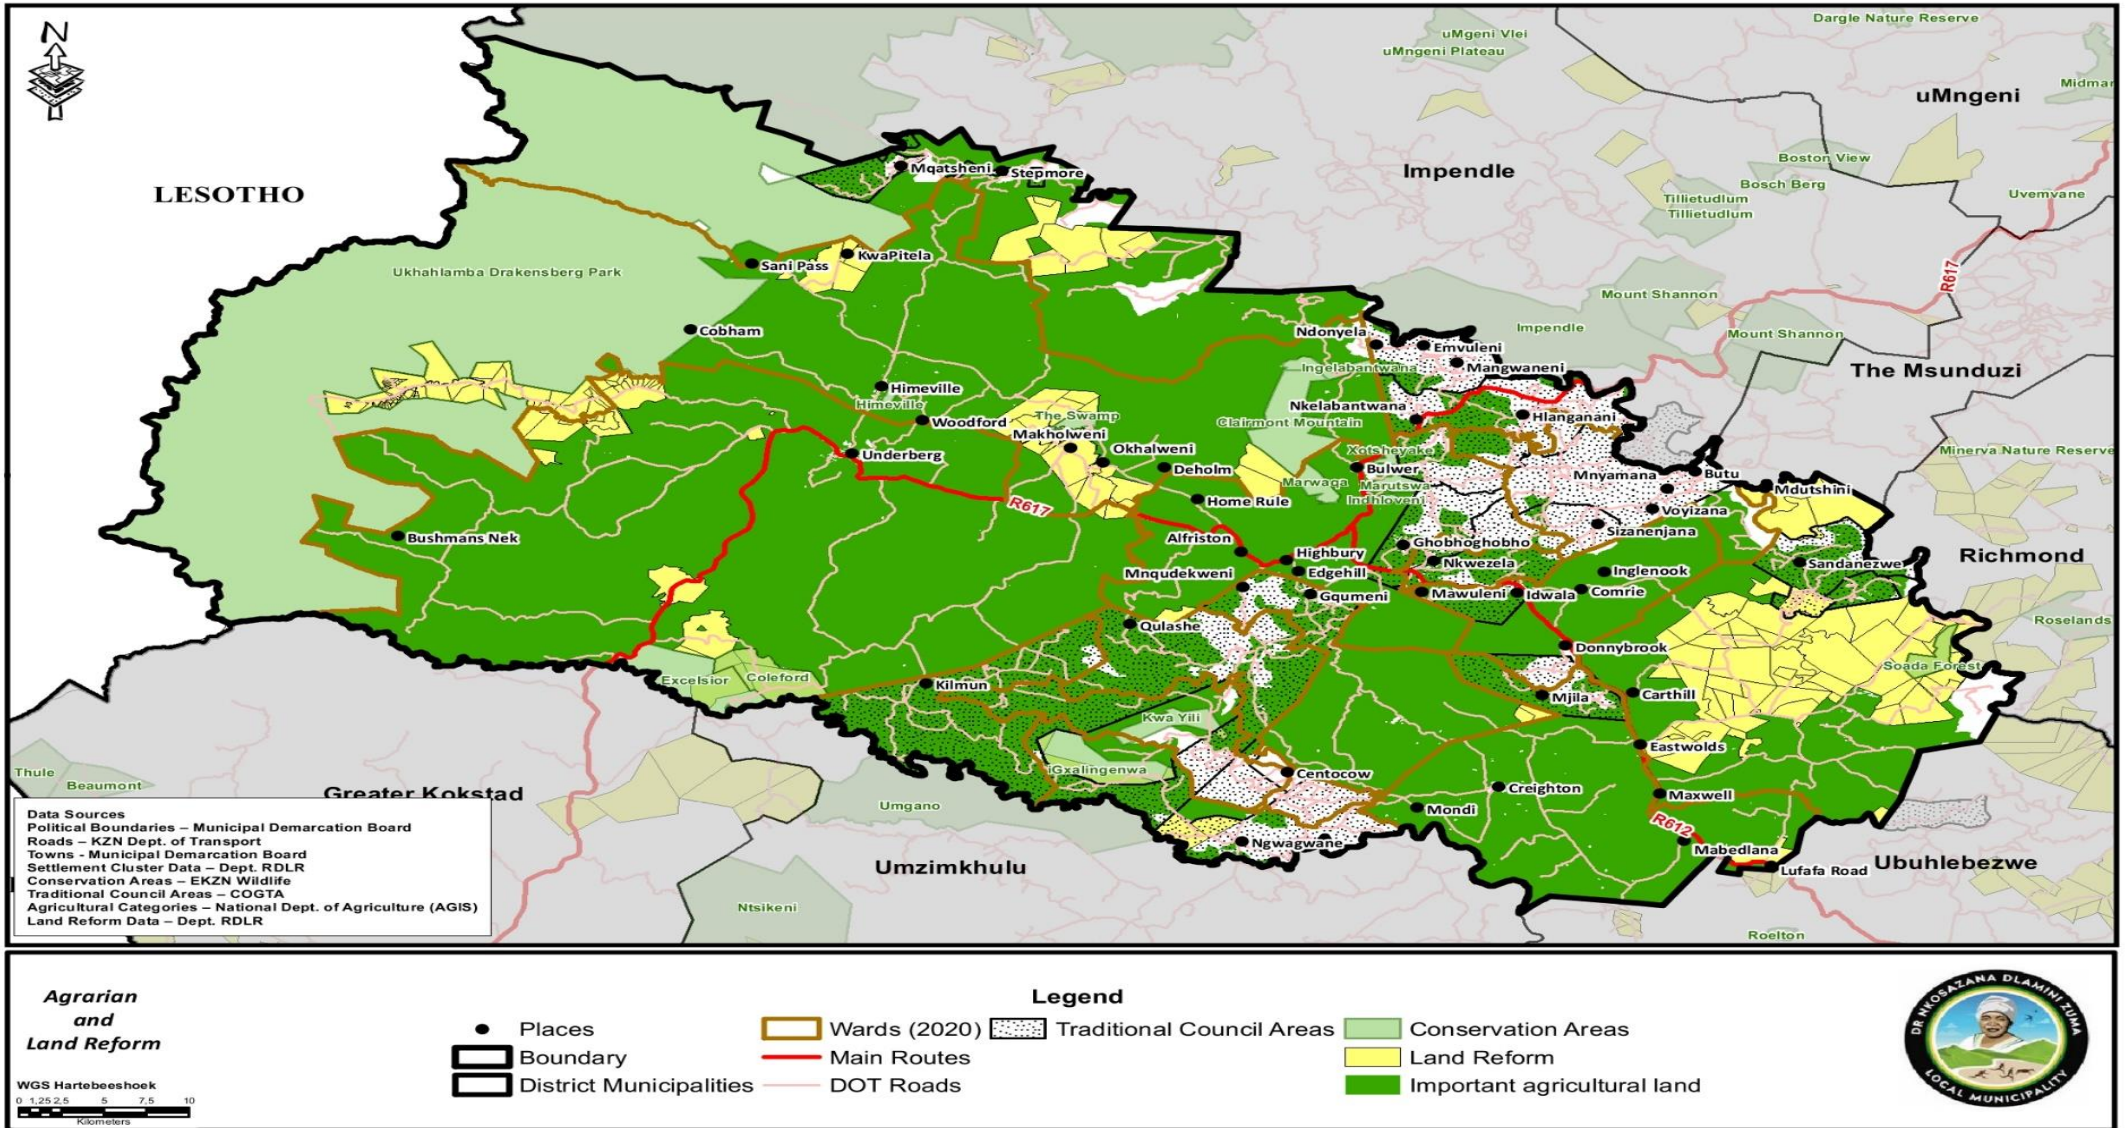 N
Dargle Nature Reserve
uMgeni Vlei
uMngeni Plateau
Midmar
uMngeni
Boston View
Bosch Berg
Uvemvane
Tillietudlum
Tillietudlum
Impendle
LESOTHO
Mqatsheni
Stepmore
Ukhahlamba Drakensberg Park
Sani Pass
KwaPitela
R617
Mount Shannon
Impendle
Mount Shannon
Cobham
Ndonyela
Emvuleni
Ingelabantwana
Mangwaneni
The Msunduzi
Himeville
Himeville
Woodford
The Swamp
Makholweni
Okhalweni
Nkelabantwana
Clairmont Mountain
Hlanganani
Minerva Nature Reserve
Underberg
Deholm
Xotsheyake
Bulwer
Marwaqa
Marutswa
Indhloveni
Mnyamana
Butu
Mdutshini
R617
Home Rule
Voyizana
Sizanenjana
Bushmans Nek
Alfriston
Highbury
Ghobhoghobho
Richmond
Mnqudekweni
Edgehill
Nkwezela
Inglenook
Sandanezwe
Gqumeni
Mawuleni
Idwala
Comrie
Qulashe
Roselands
Donnybrook
Soada Forest
Excelsior
Coleford
Kilmun
Mjila
Carthill
Kwa Yili
Eastwolds
iGxalingenwa
Centocow
Thule
Beaumont
Greater Kokstad
Umgano
Mondi
Creighton
Maxwell
R612
Ngwagwane
Mabedlana
Umzimkhulu
Lufafa Road
Ubuhlebezwe
Ntsikeni
Roelton
Data Sources
Political Boundaries – Municipal Demarcation Board
Roads – KZN Dept. of Transport
Towns - Municipal Demarcation Board
Settlement Cluster Data – Dept. RDLR
Conservation Areas – EKZN Wildlife
Traditional Council Areas – COGTA
Agricultural Categories – National Dept. of Agriculture (AGIS)
Land Reform Data – Dept. RDLR
Agrarian
and
Land Reform
WGS Hartebeeshoek
0 1,25 2,5 5 7,5 10
Kilometers
Legend
Places
Boundary
District Municipalities
Wards (2020)
Main Routes
DOT Roads
Traditional Council Areas
Conservation Areas
Land Reform
Important agricultural land
DR NKOSAZANA DLAMINI ZUMA
LOCAL MUNICIPALITY